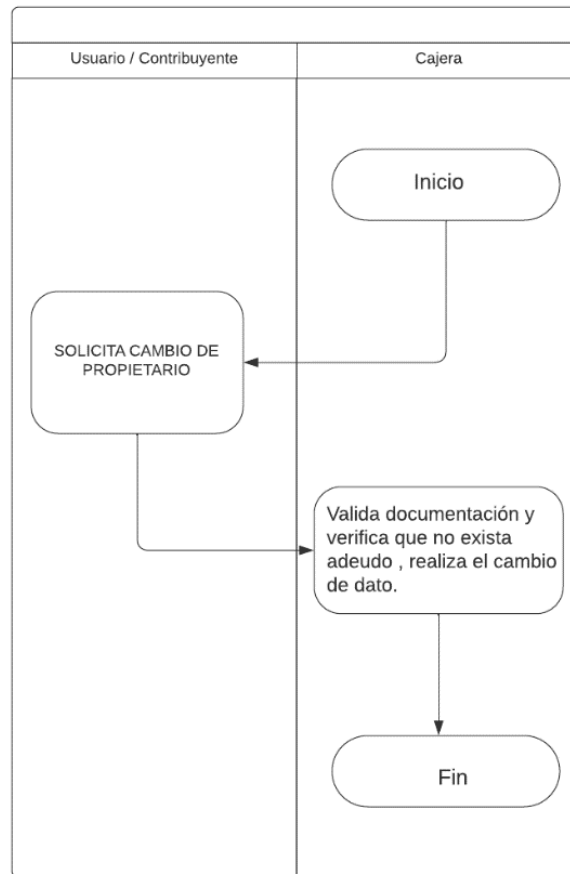 Usuario / Contribuyente
Cajera
Inicio
SOLICITA CAMBIO DE
PROPIETARIO
Valida documentación y
verifica que no exista
adeudo , realiza el cambio
de dato.
Fin